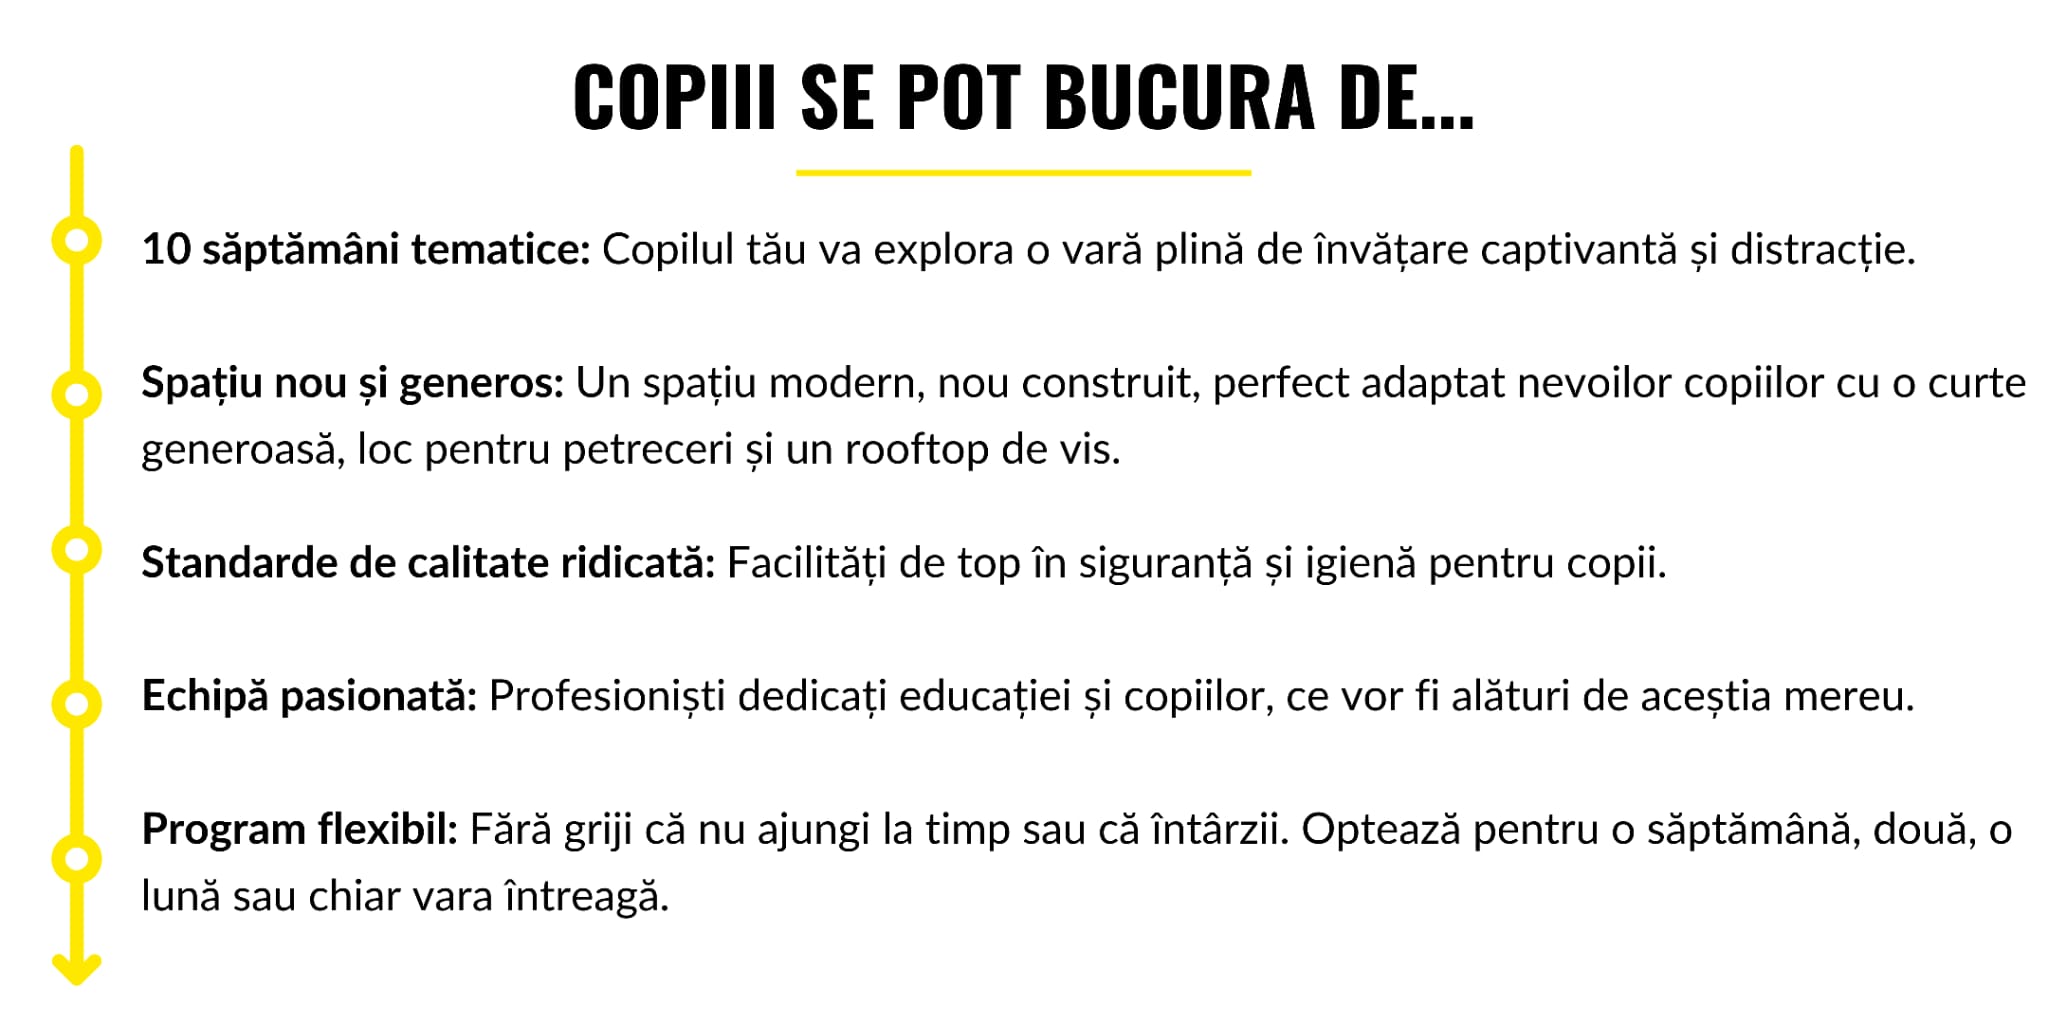 COPIII SE POT BUCURA DE...
10 săptămâni tematice: Copilul tău va explora o vară plină de învățare captivantă și distracție.
Spațiu nou și generos: Un spațiu modern, nou construit, perfect adaptat nevoilor copiilor cu o curte
generoasă, loc pentru petreceri și un rooftop de vis.
Standarde de calitate ridicată: Facilități de top în siguranță și igienă pentru copii.
Echipă pasionată: Profesioniști dedicați educației și copiilor, ce vor fi alături de aceștia mereu.
Program flexibil: Fără griji că nu ajungi la timp sau că întârzii. Optează pentru o săptămână, două, o
lună sau chiar vara întreagă.